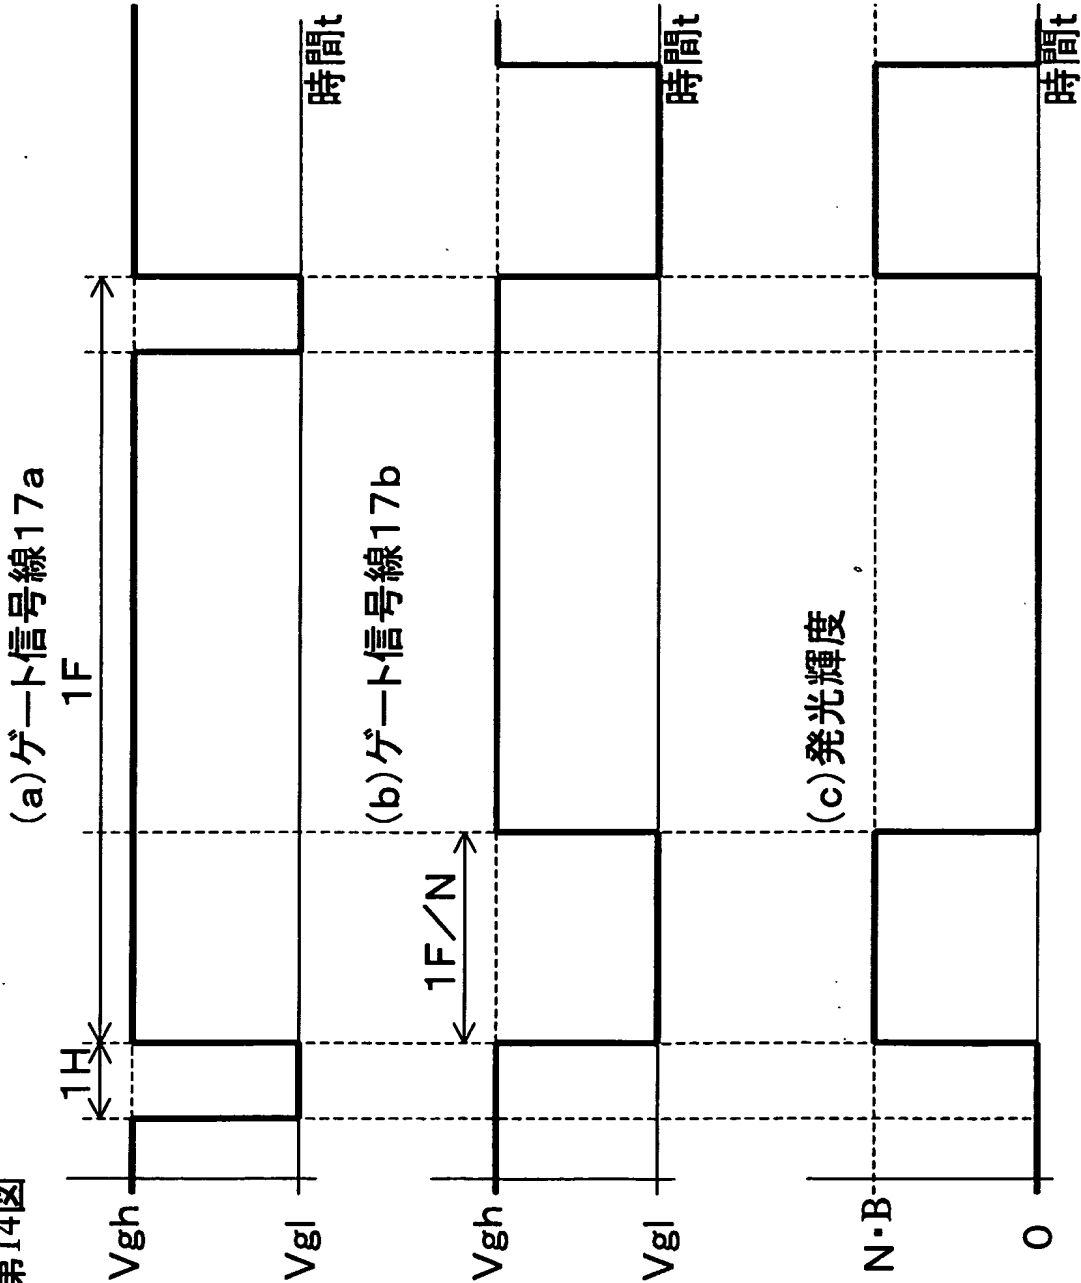 第14図
(a)ゲート信号線17a
1H
1F
Vgh
Vgl
時間t
(b)ゲート信号線17b
1F/N
Vgh
Vgl
時間t
(c)発光輝度
N・B
0
時間t